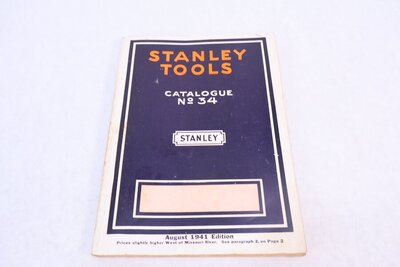 STANLEY
TOOLS
CATALOGUE
Nº 34
STANLEY
August 1941 Edition
Prices slightly higher West of Missouri River. See paragraph 2, on Page 2